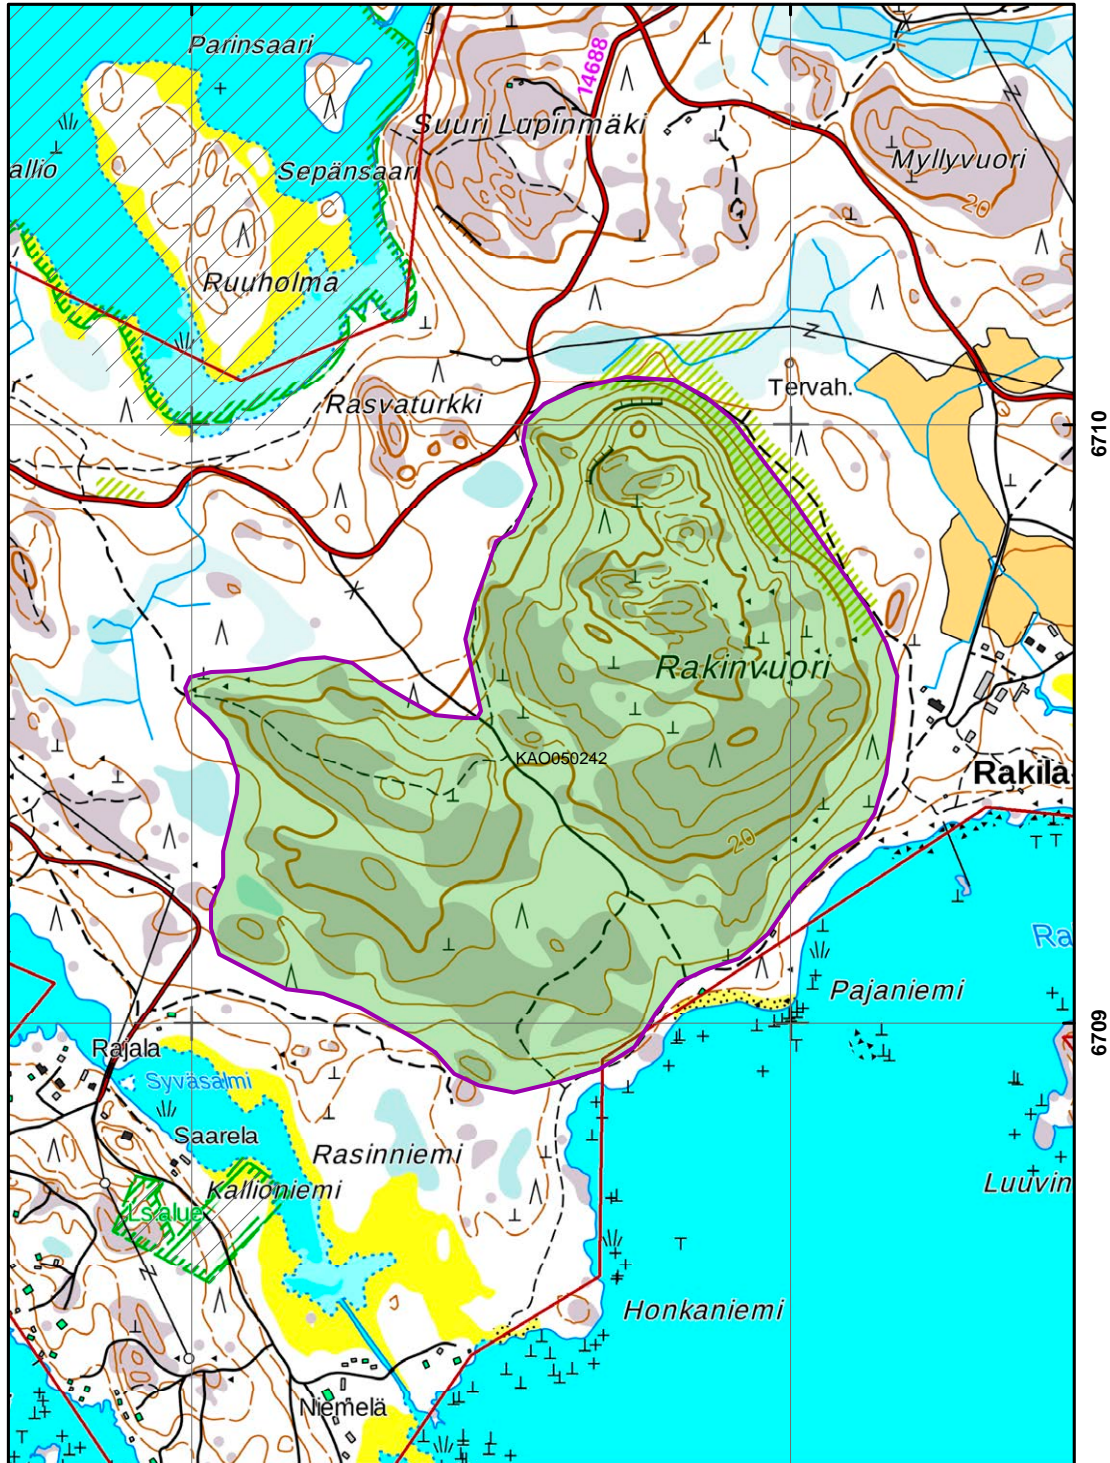 Parinsaari
14688
Suuri Lupinmäki
Myllyvuori
allio
Sepänsaari
20
Ruuholma
Tervah.
Rasvaturkki
6710
Rakinvuori
KAO050242
Rakila
20
Ra
Pajaniemi
6709
Rajala
Syväsalmi
Saarela
Rasinniemi
Kallioniemi
Luuvin
Ls.alue
Honkaniemi
Niemelä